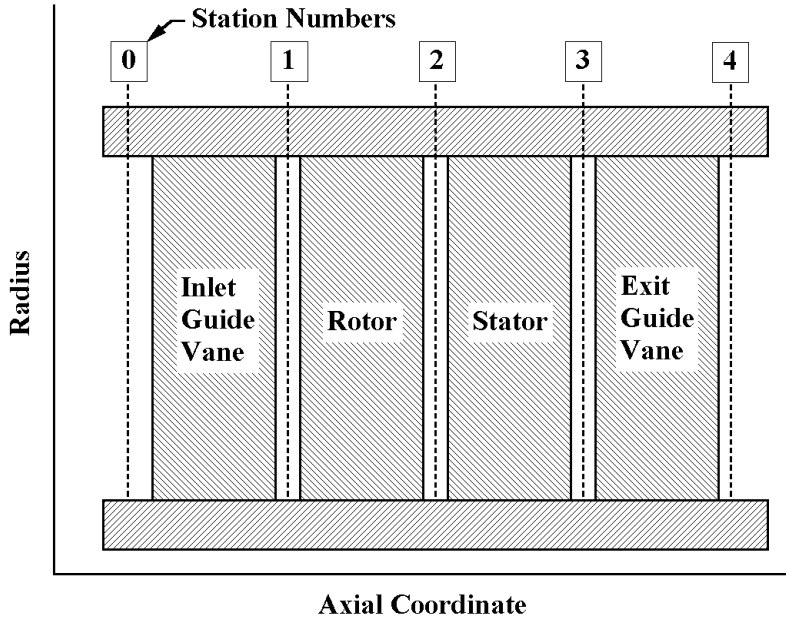 Station Numbers
0
1
2
3
4
Radius
Inlet
Guide
Vane
Rotor
Stator
Exit
Guide
Vane
Axial Coordinate